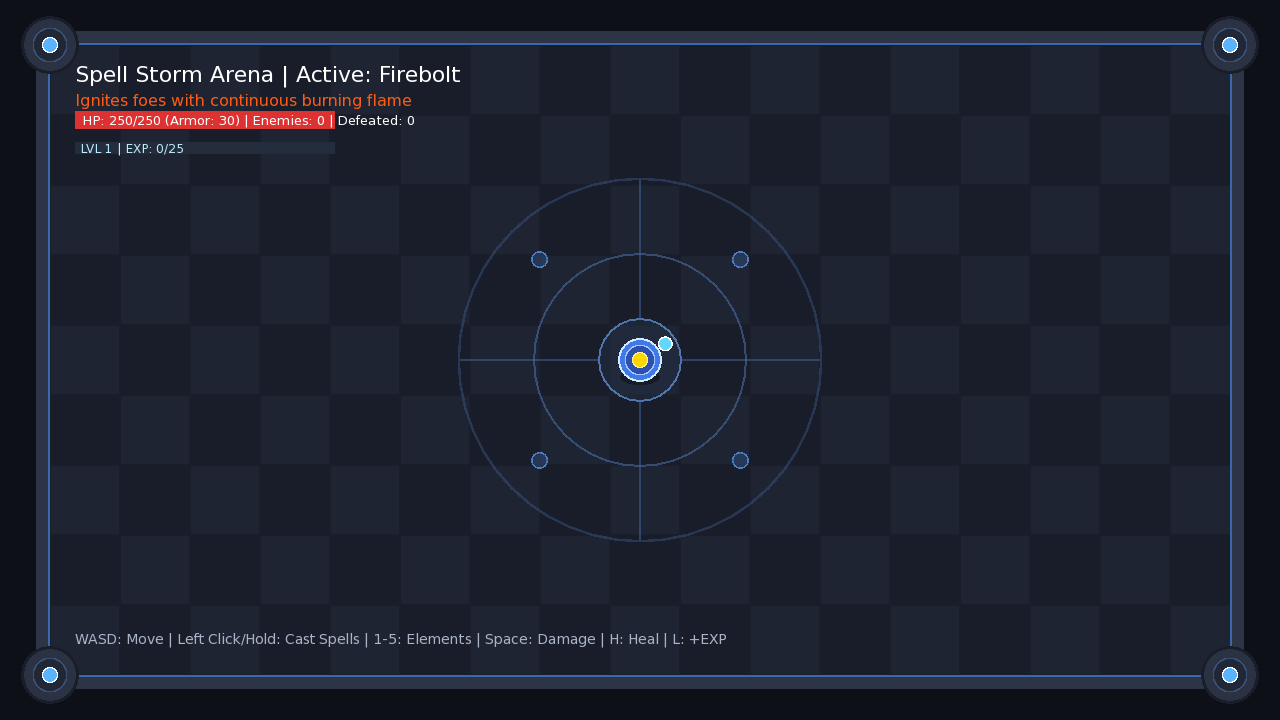 Spell Storm Arena | Active: Firebolt
Ignites foes with continuous burning flame
HP: 250/250 (Armor: 30) | Enemies: 0 | Defeated: 0
LVL 1 | EXP: 0/25
WASD: Move | Left Click/Hold: Cast Spells | 1-5: Elements | Space: Damage | H: Heal | L: +EXP